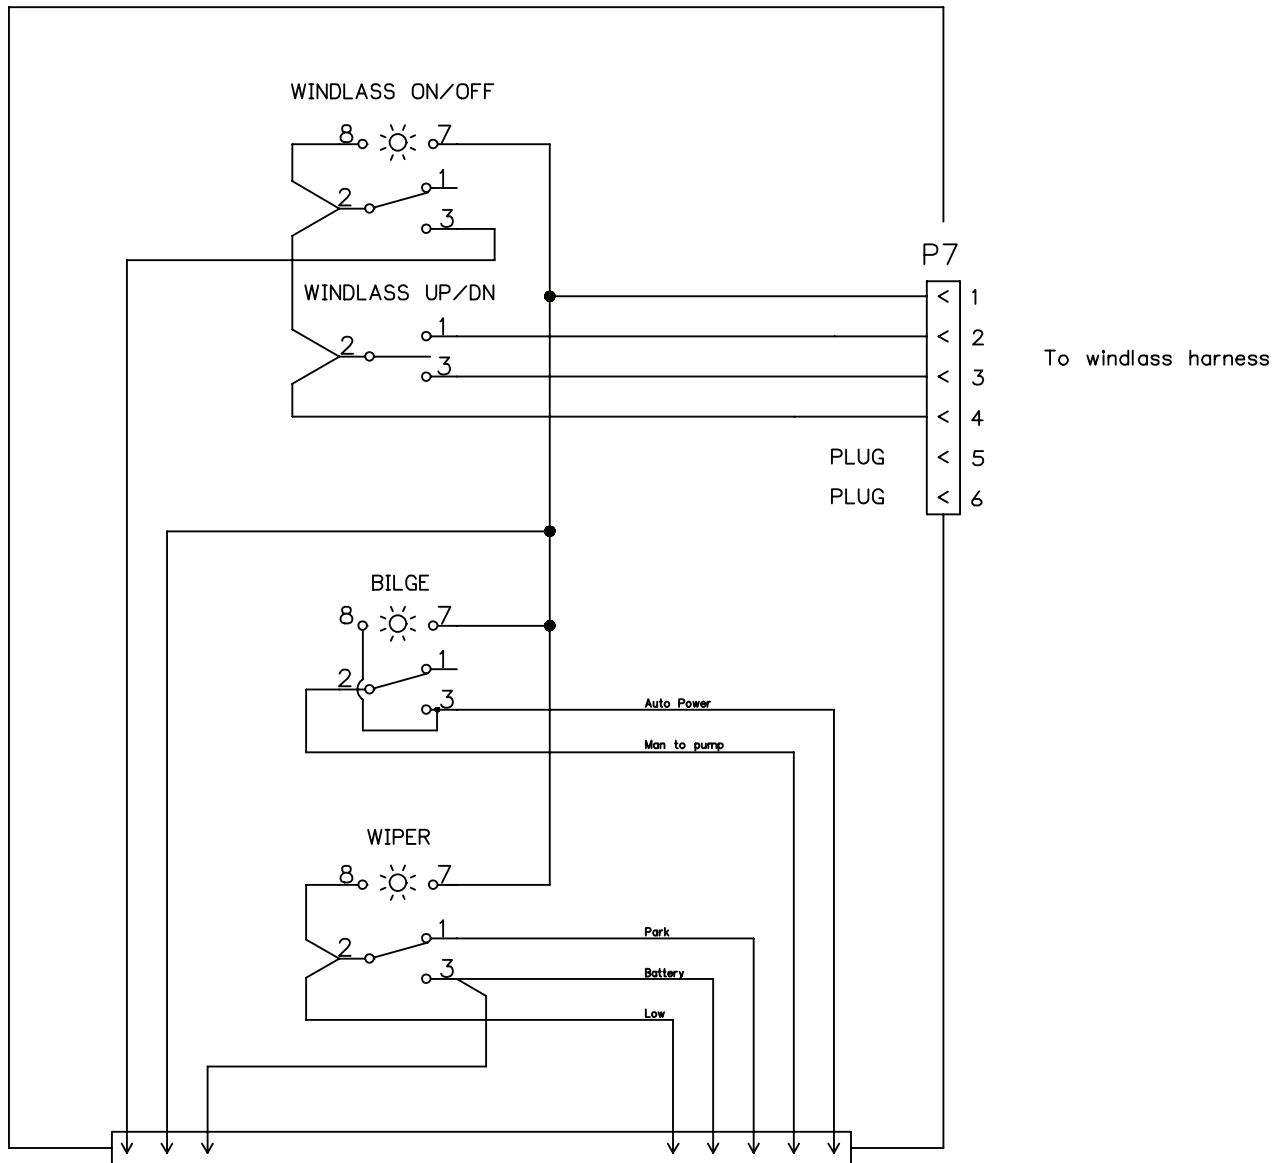 WINDLASS ON/OFF
8 7
2 1
3
P7
WINDLASS UP/DN
1
2 1
2
3
3
To windlass harness
4
PLUG 5
PLUG 6
BILGE
8 7
2 1
3
Auto Power
Man to pump
WIPER
8 7
2 1
Park
3
Battery
Low